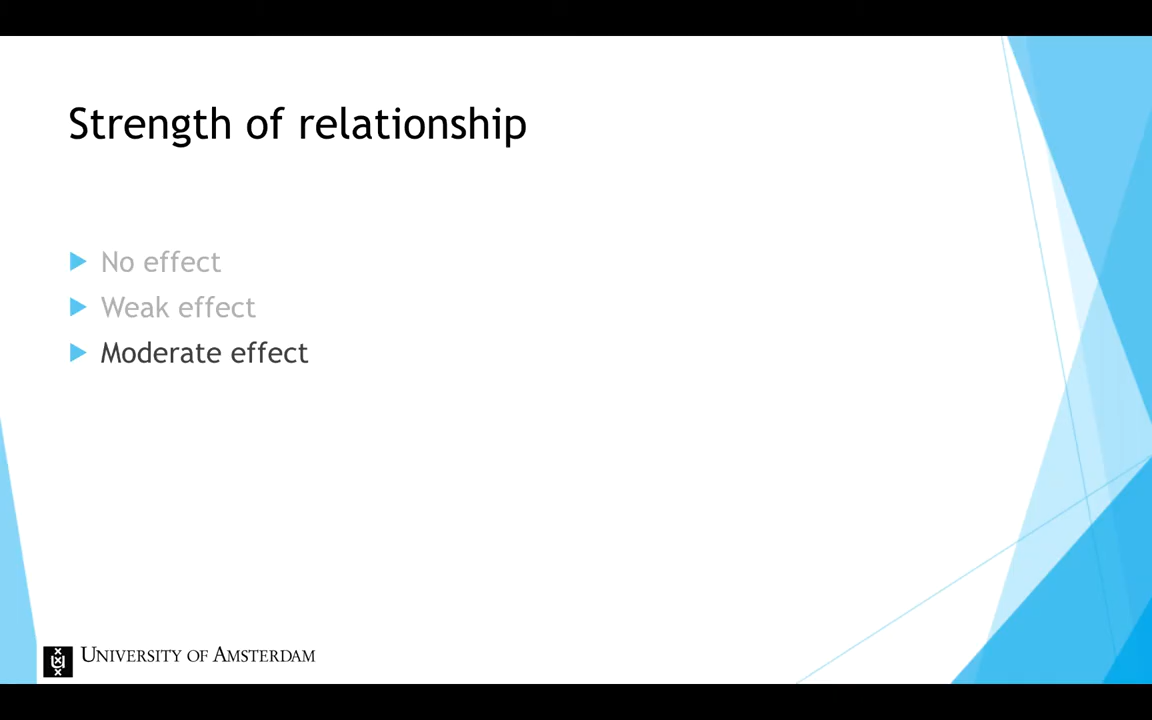 Strength of relationship
No effect
Weak effect
Moderate effect
UNIVERSITY OF AMSTERDAM